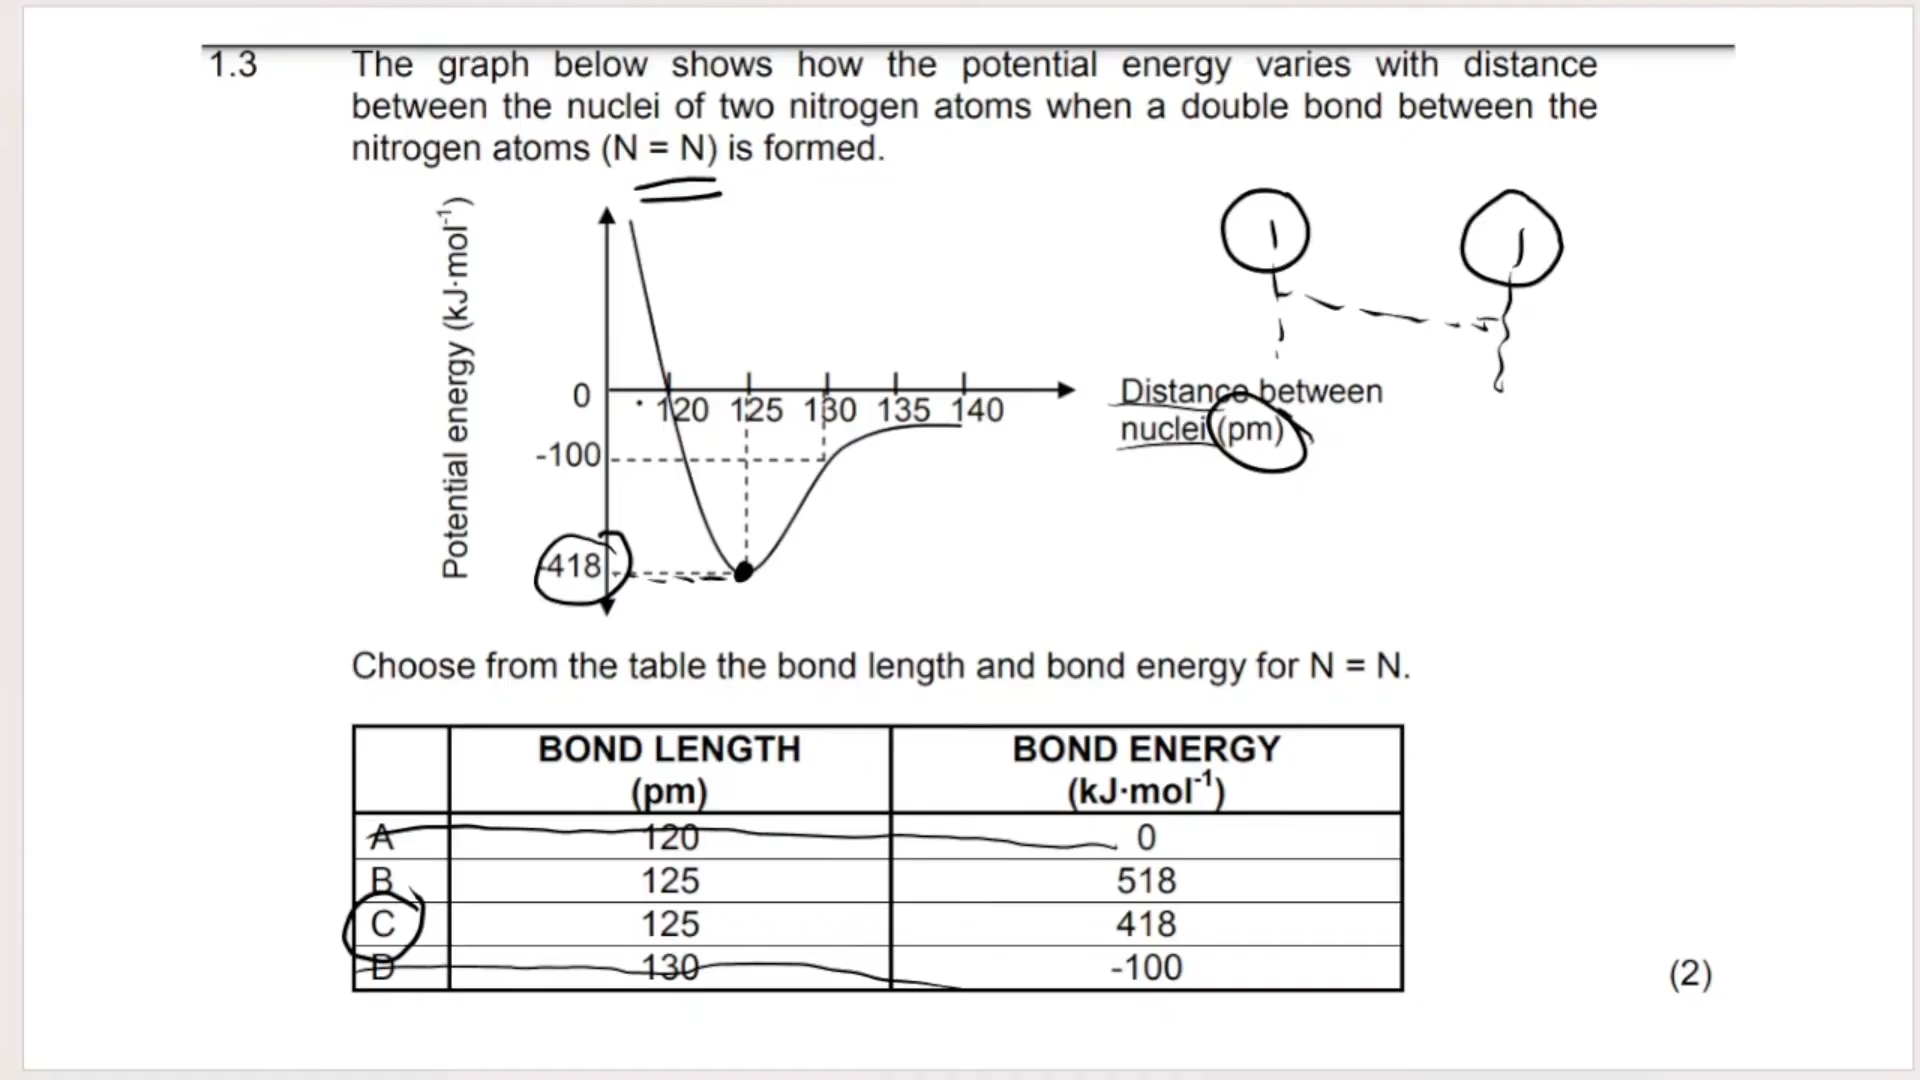 1.3 The graph below shows how the potential energy varies with distance
between the nuclei of two nitrogen atoms when a double bond between the
nitrogen atoms (N = N) is formed.
Potential energy (kJ·mol⁻¹)
0
120 125 130 135 140
Distance between
nuclei (pm)
-100
-418
Choose from the table the bond length and bond energy for N = N.
BOND LENGTH (pm) BOND ENERGY (kJ·mol⁻¹)
A 120 0
B 125 518
C 125 418
D 130 -100
(2)